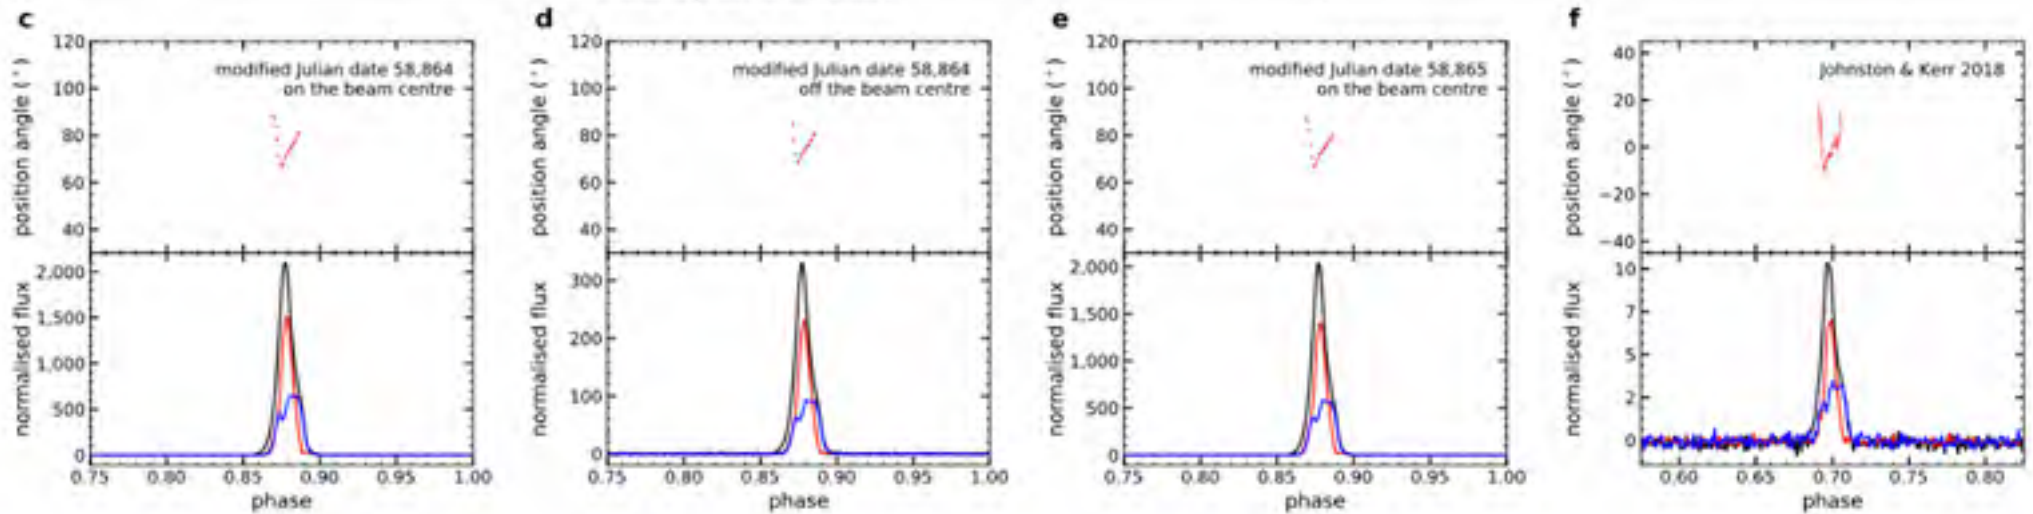 c
120
100
80
60
40
position angle (°)
modified Julian date 58,864
on the beam centre
2,000
1,500
1,000
500
0
normalised flux
0.75 0.80 0.85 0.90 0.95 1.00
phase
d
120
100
80
60
40
position angle (°)
modified Julian date 58,864
off the beam centre
300
200
100
0
normalised flux
0.75 0.80 0.85 0.90 0.95 1.00
phase
e
120
100
80
60
40
position angle (°)
modified Julian date 58,865
on the beam centre
2,000
1,500
1,000
500
0
normalised flux
0.75 0.80 0.85 0.90 0.95 1.00
phase
f
40
20
0
−20
−40
position angle (°)
Johnston & Kerr 2018
10
7
5
2
0
normalised flux
0.60 0.65 0.70 0.75 0.80
phase